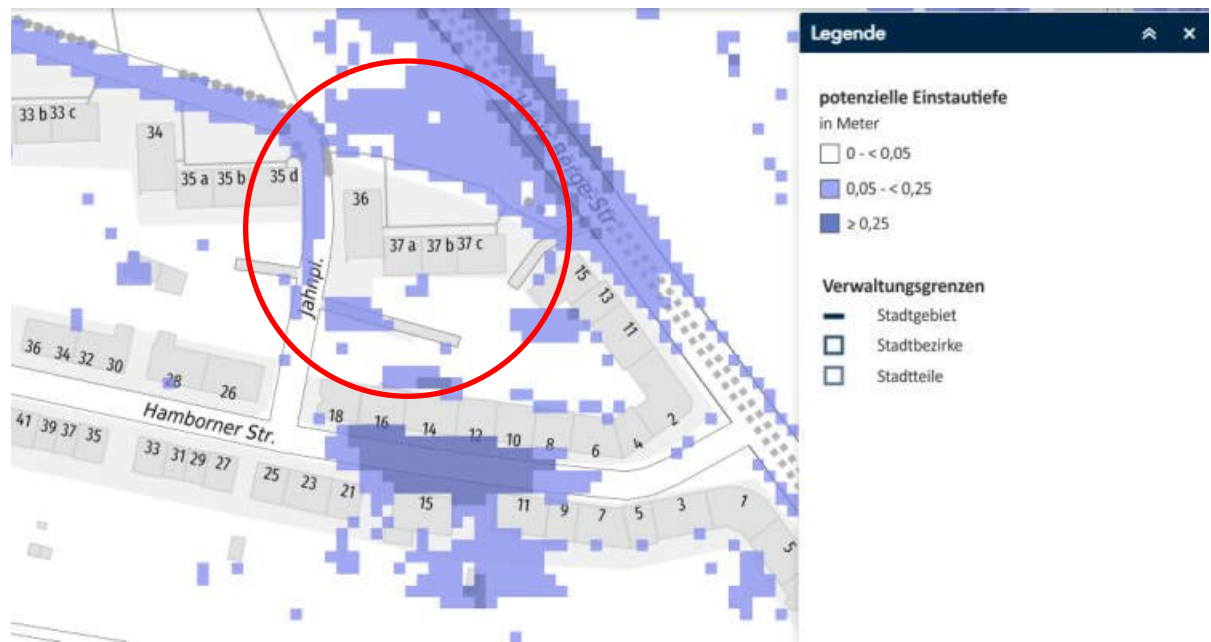 Legende
potenzielle Einstautiefe
in Meter
0 - < 0,05
0,05 - < 0,25
≥ 0,25
Verwaltungsgrenzen
Stadtgebiet
Stadtbezirke
Stadtteile
33 b 33 c
34
35 a 35 b 35 d
36
37 a 37 b 37 c
Jahnpl.
15
13
11
36 34 32 30
28 26
18 16 14 12 10 8 6 4 2
Hamborner Str.
41 39 37 35
33 31 29 27
25 23 21
15
11 9 7 5 3 1
5